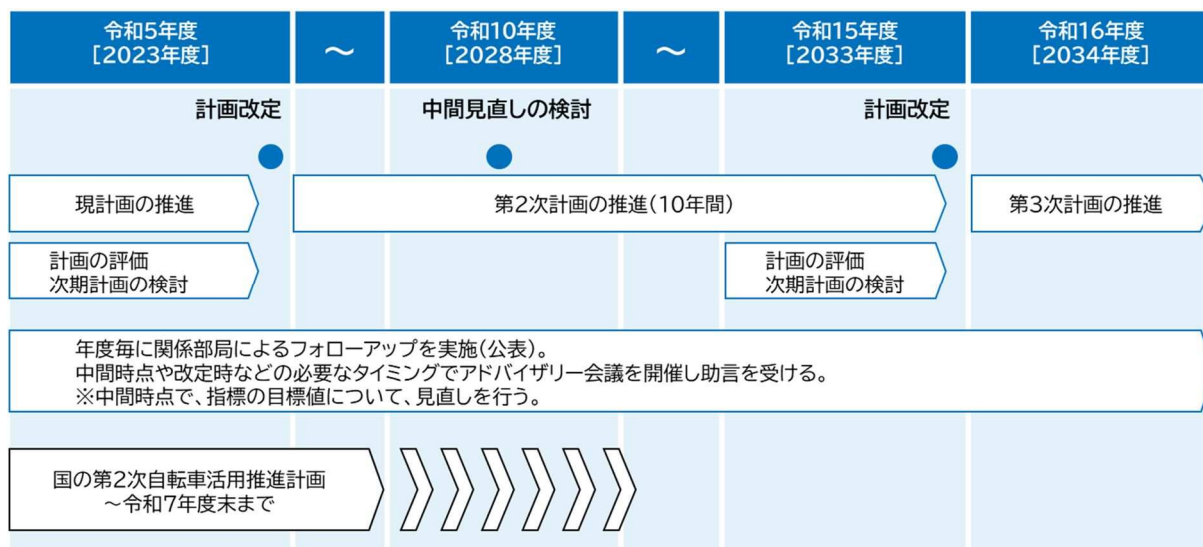 令和5年度
[2023年度]
～
令和10年度
[2028年度]
～
令和15年度
[2033年度]
令和16年度
[2034年度]
計画改定
中間見直しの検討
計画改定
現計画の推進
第2次計画の推進(10年間)
第3次計画の推進
計画の評価
次期計画の検討
計画の評価
次期計画の検討
年度毎に関係部局によるフォローアップを実施(公表)。
中間時点や改定時などの必要なタイミングでアドバイザリー会議を開催し助言を受ける。
※中間時点で、指標の目標値について、見直しを行う。
国の第2次自転車活用推進計画
～令和7年度末まで